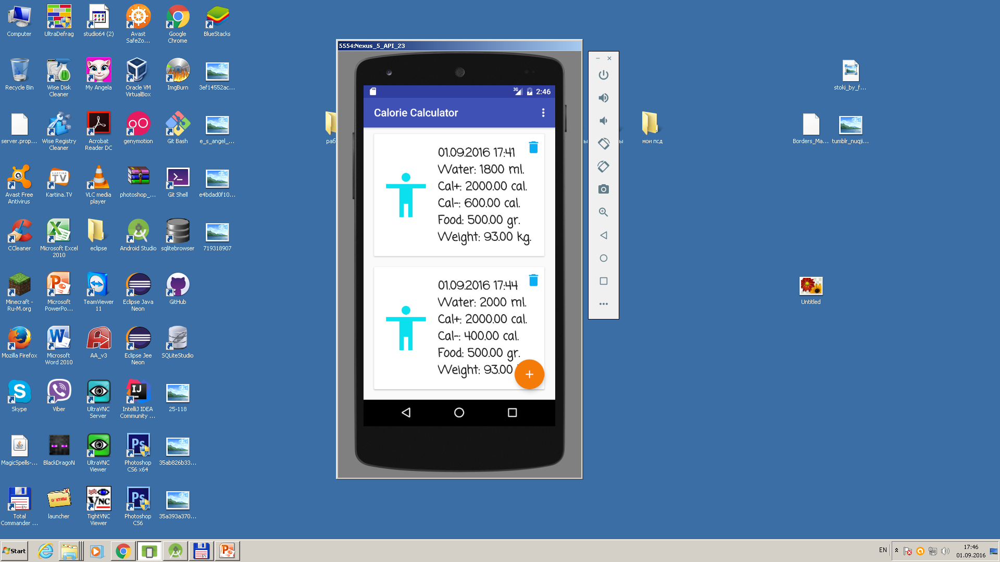 Computer
UltraDefrag
studio64 (2)
Avast
SafeZo...
Google
Chrome
BlueStacks
Recycle Bin
Wise Disk
Cleaner
My Angela
Oracle VM
VirtualBox
ImgBurn
3ef14552ac...
server.prop...
Wise Registry
Cleaner
Acrobat
Reader DC
genymotion
Git Bash
e_s_angel_...
Avast Free
Antivirus
Kartina.TV
VLC media
player
photoshop_...
Git Shell
e4bdad0f10...
CCleaner
Microsoft Excel
2010
eclipse
Android Studio
sqlitebrowser
719318907
Minecraft -
Ru-M.org
Microsoft
PowerPo...
TeamViewer
11
Eclipse Java
Neon
GitHub
Mozilla Firefox
Microsoft
Word 2010
AA_v3
Eclipse Jee
Neon
SQLiteStudio
Skype
Viber
UltraVNC
Server
IntelliJ IDEA
Community ...
25-118
MagicSpells-...
BlackDragoN
UltraVNC
Viewer
Photoshop
CS6 x64
35ab826b33...
Total
Commander ...
launcher
TightVNC
Viewer
Photoshop
CS6
35a393a370...
5554:Nexus_5_API_23
3G
2:46
Calorie Calculator
01.09.2016 17:41
Water: 1800 ml.
Cal+: 2000.00 cal.
Cal-: 600.00 cal.
Food: 500.00 gr.
Weight: 93.00 kg.
01.09.2016 17:44
Water: 2000 ml.
Cal+: 2000.00 cal.
Cal-: 400.00 cal.
Food: 500.00 gr.
Weight: 93.00
раб
ы
ы
мои псд
stoki_by_f...
Borders_Ma...
tumblr_nuqji...
Untitled
Start
EN
17:46
01.09.2016